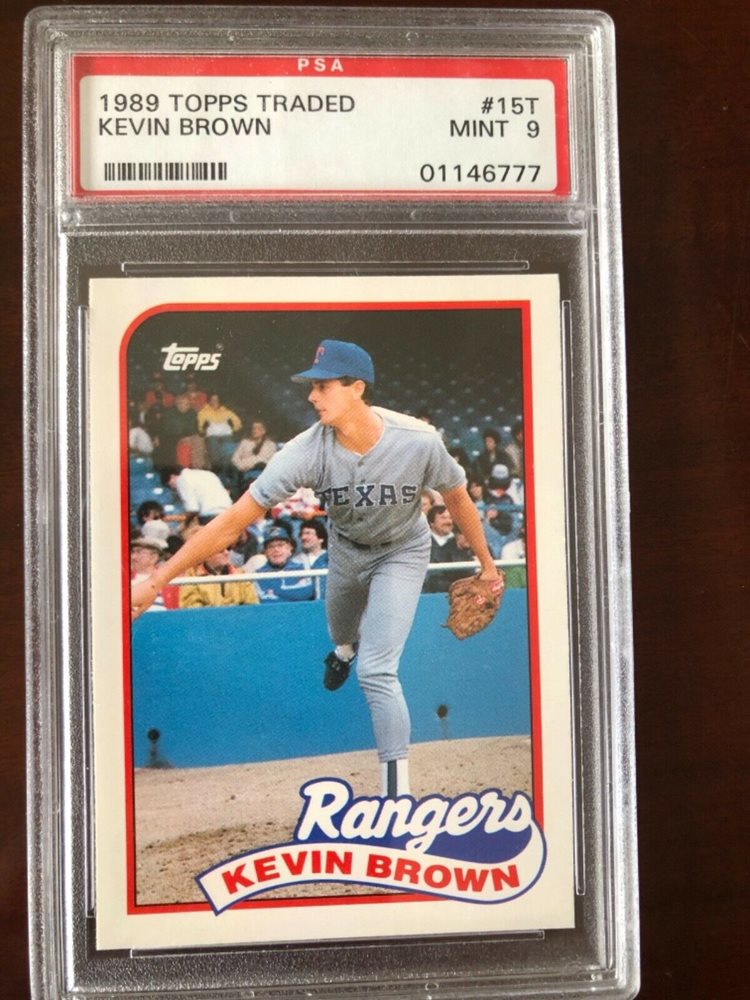 PSA
1989 TOPPS TRADED #15T
KEVIN BROWN MINT 9
01146777
Topps
TEXAS
Rangers
KEVIN BROWN